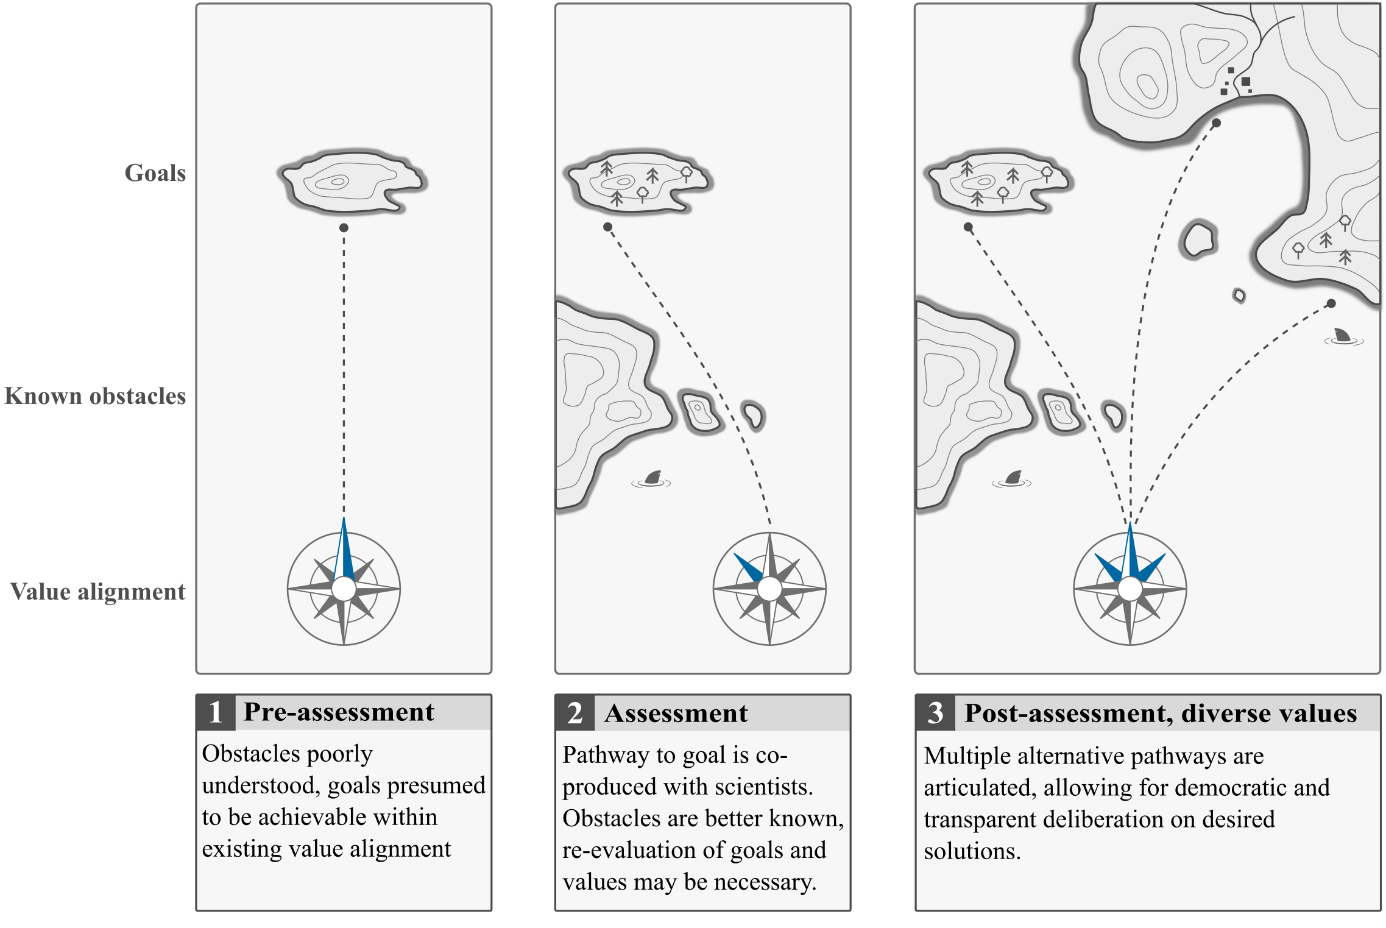 Goals
Known obstacles
Value alignment
1 Pre-assessment
Obstacles poorly
understood, goals presumed
to be achievable within
existing value alignment
2 Assessment
Pathway to goal is co-
produced with scientists.
Obstacles are better known,
re-evaluation of goals and
values may be necessary.
3 Post-assessment, diverse values
Multiple alternative pathways are
articulated, allowing for democratic and
transparent deliberation on desired
solutions.